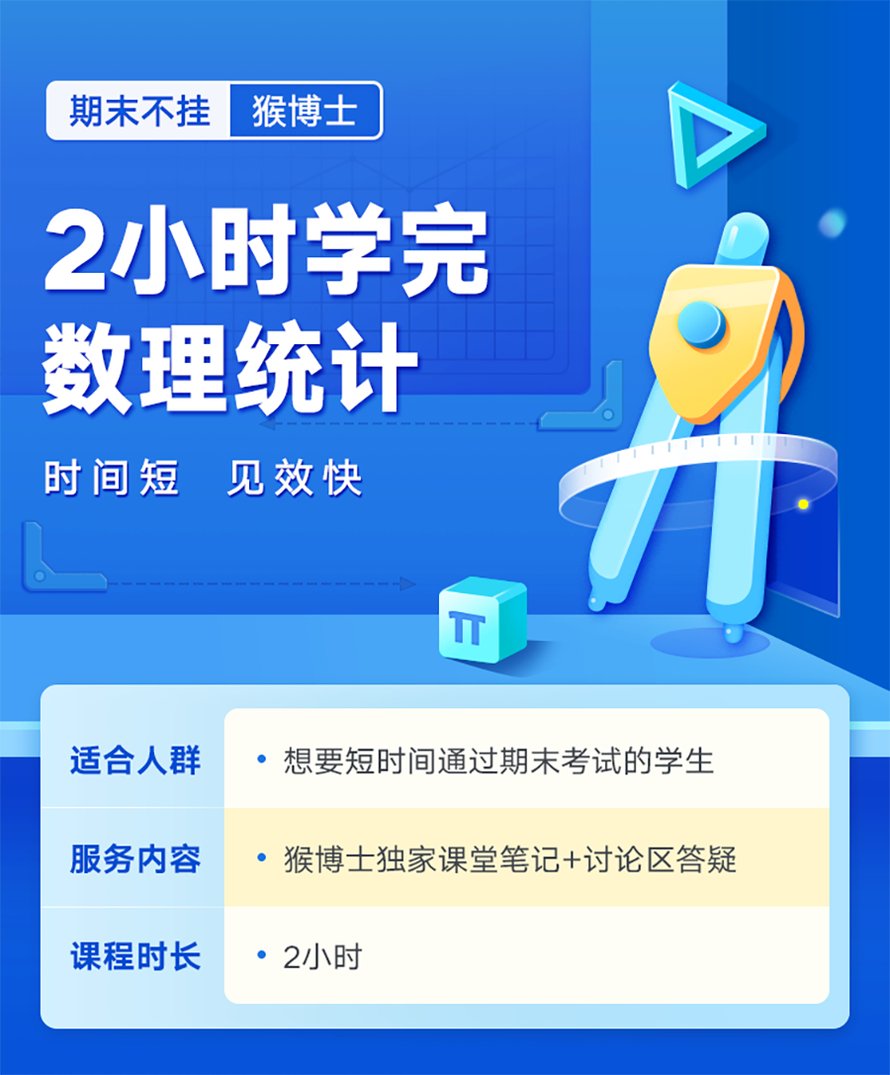 期末不挂 猴博士
2小时学完
数理统计
时间短 见效快
π
适合人群 • 想要短时间通过期末考试的学生
服务内容 • 猴博士独家课堂笔记+讨论区答疑
课程时长 • 2小时